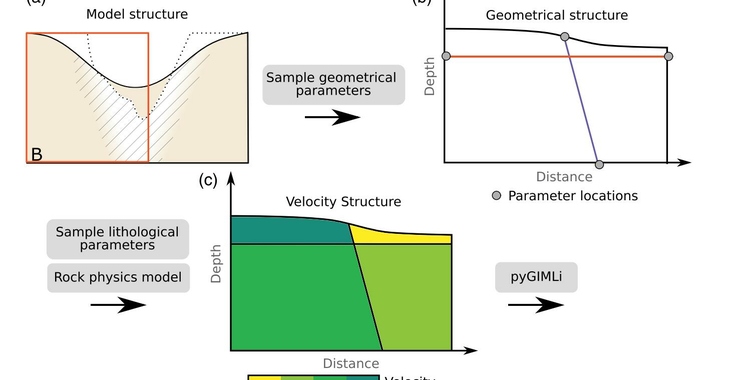 (a)
(b)
Model structure
Geometrical structure
Sample geometrical
parameters
Depth
B
Distance
Parameter locations
(c)
Velocity Structure
Sample lithological
parameters
Rock physics model
Depth
pyGIMLi
Distance
Velocity